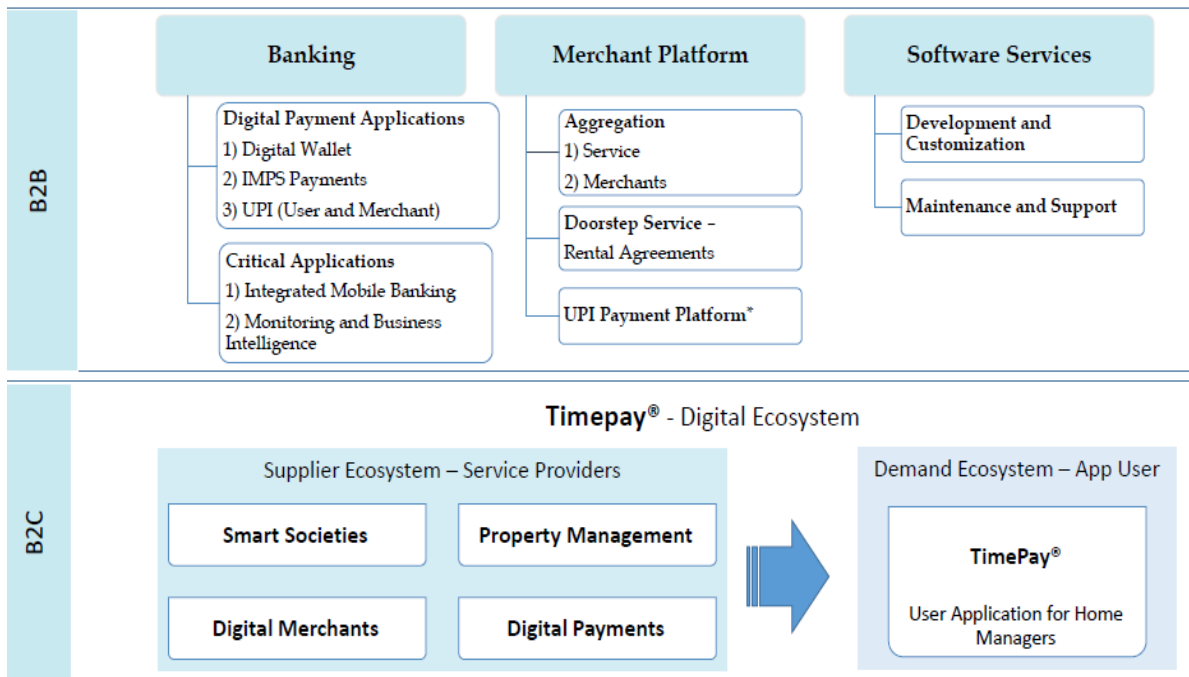 B2B
Banking
Digital Payment Applications
1) Digital Wallet
2) IMPS Payments
3) UPI (User and Merchant)
Critical Applications
1) Integrated Mobile Banking
2) Monitoring and Business
Intelligence
Merchant Platform
Aggregation
1) Service
2) Merchants
Doorstep Service –
Rental Agreements
UPI Payment Platform*
Software Services
Development and
Customization
Maintenance and Support
B2C
Timepay® - Digital Ecosystem
Supplier Ecosystem – Service Providers
Smart Societies
Property Management
Digital Merchants
Digital Payments
Demand Ecosystem – App User
TimePay®
User Application for Home
Managers